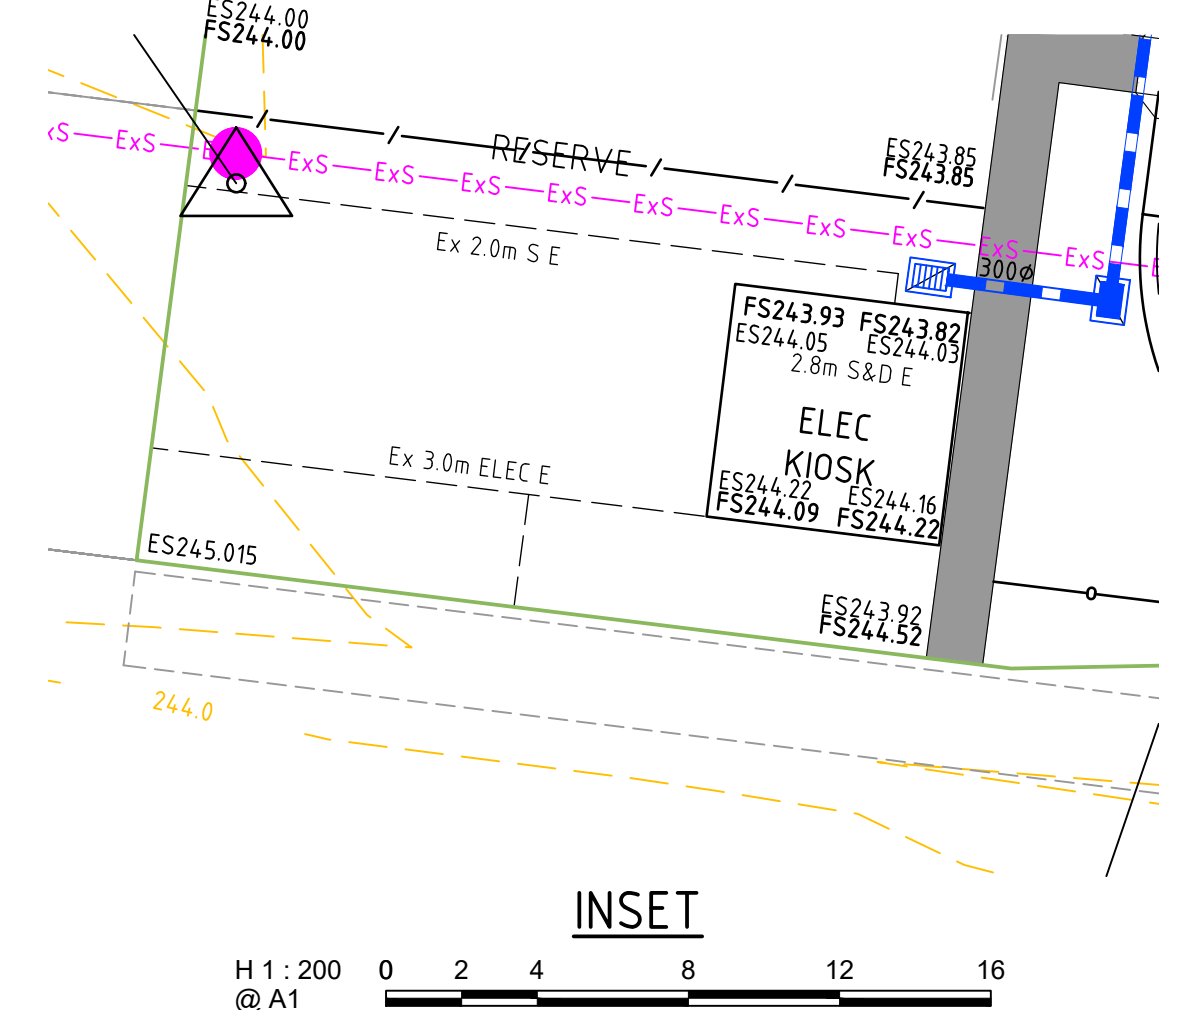 ES244.00
FS244.00
ExS ExS ExS ExS ExS ExS ExS ExS ExS ExS ExS
RESERVE
ES243.85
FS243.85
Ex 2.0m S E
300ø
FS243.93 FS243.82
ES244.05 ES244.03
2.8m S&D E
ELEC
KIOSK
Ex 3.0m ELEC E
ES244.22 ES244.16
FS244.09 FS244.22
ES245.015
ES243.92
FS244.52
244.0
INSET
H 1 : 200 0 2 4 8 12 16
@ A1